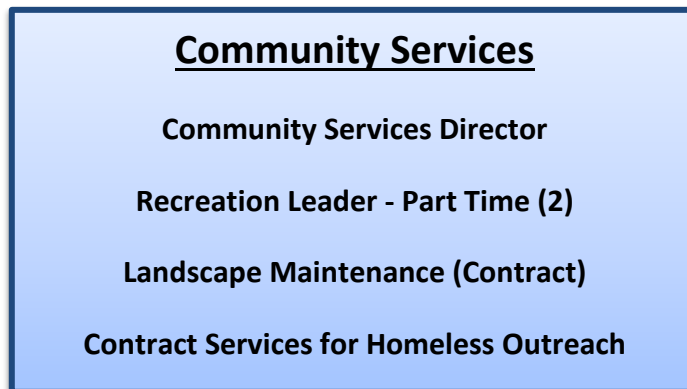 Community Services
Community Services Director
Recreation Leader - Part Time (2)
Landscape Maintenance (Contract)
Contract Services for Homeless Outreach